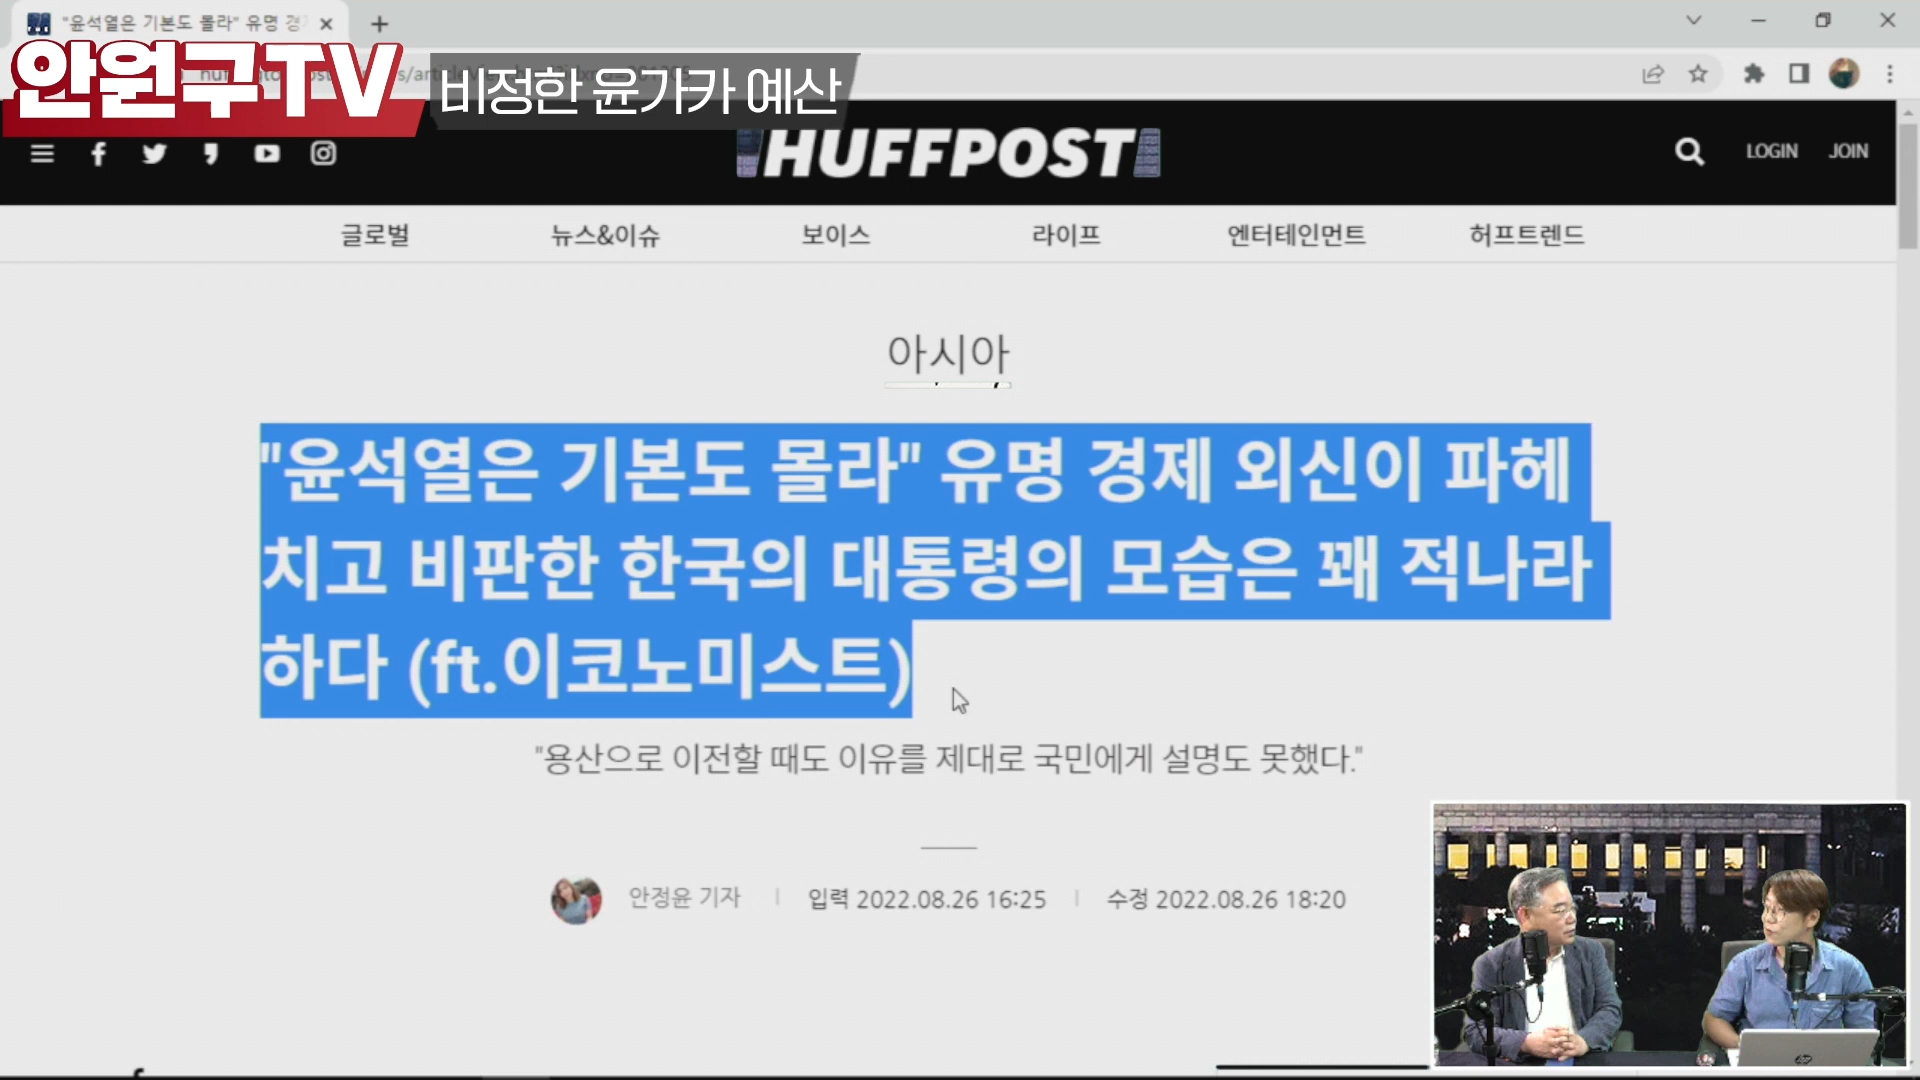 "윤석열은 기본도 몰라" 유명 경
안원구TV
비정한 윤가카 예산
HUFFPOST
LOGIN
JOIN
글로벌
뉴스&이슈
보이스
라이프
엔터테인먼트
허프트렌드
아시아
"윤석열은 기본도 몰라" 유명 경제 외신이 파헤
치고 비판한 한국의 대통령의 모습은 꽤 적나라
하다 (ft.이코노미스트)
"용산으로 이전할 때도 이유를 제대로 국민에게 설명도 못했다."
안정윤 기자
입력 2022.08.26 16:25
수정 2022.08.26 18:20
hp